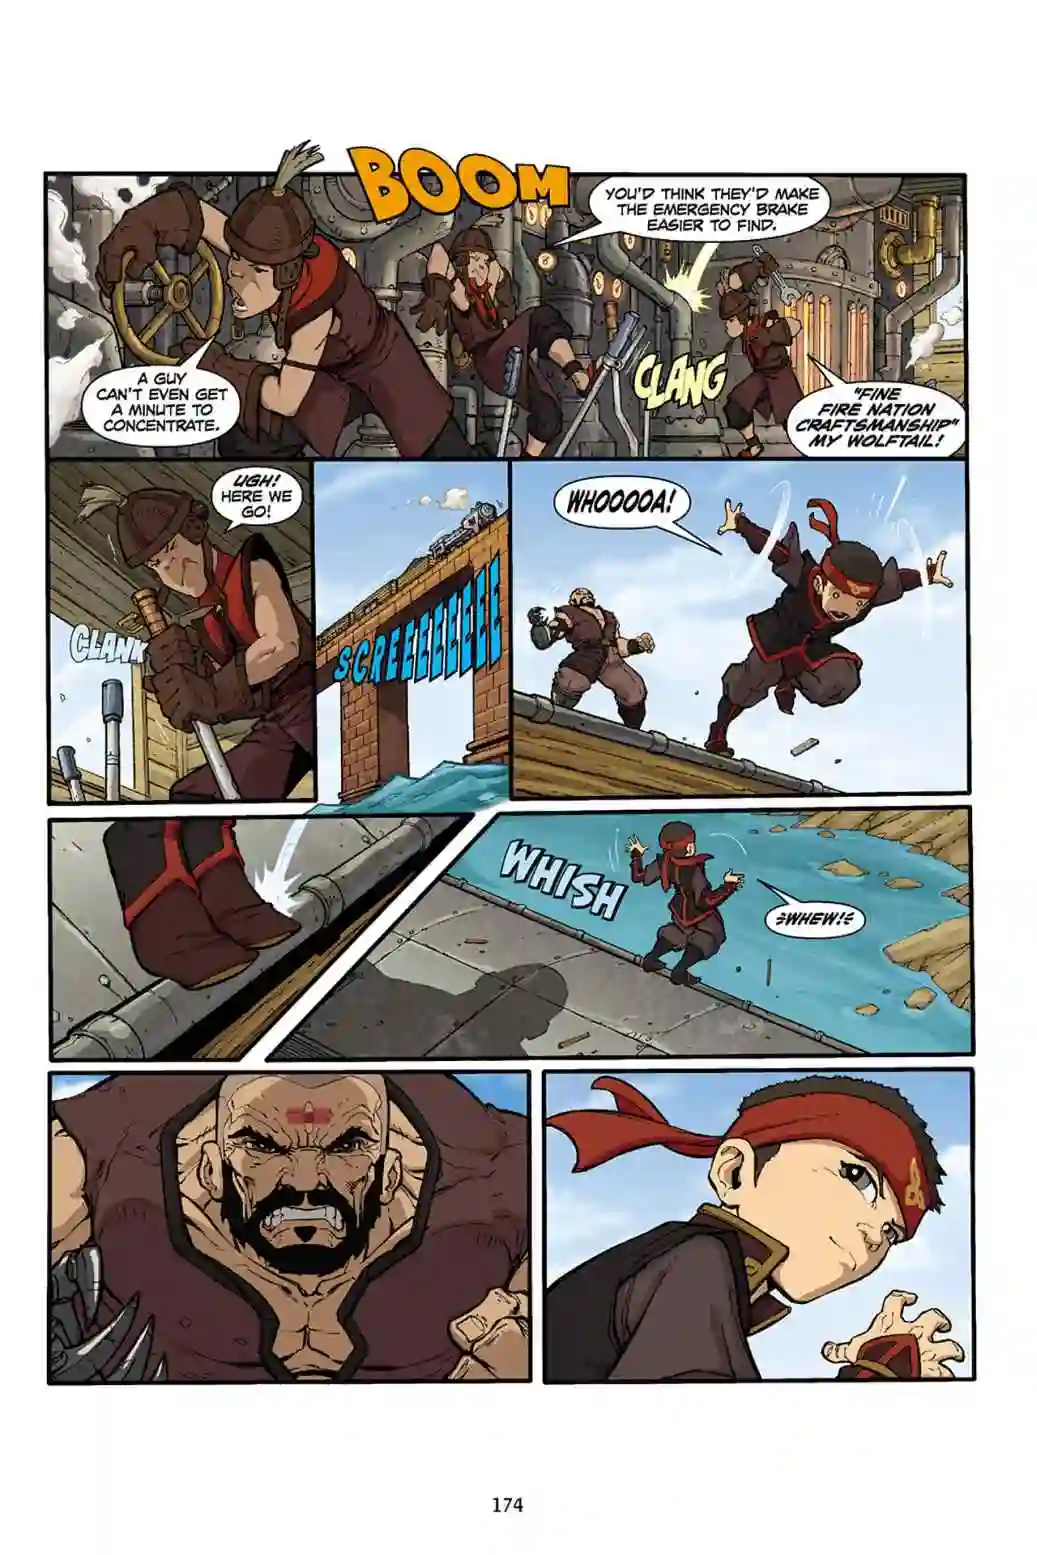 BOOM
YOU'D THINK THEY'D MAKE
THE EMERGENCY BRAKE
EASIER TO FIND.
A GUY
CAN'T EVEN GET
A MINUTE TO
CONCENTRATE.
CLANG
"FINE
FIRE NATION
CRAFTSMANSHIP"
MY WOLFTAIL!
UGH!
HERE WE
GO!
CLANK
SCREEEEEEEEE
WHOOOOA!
WHISH
WHEW!
174